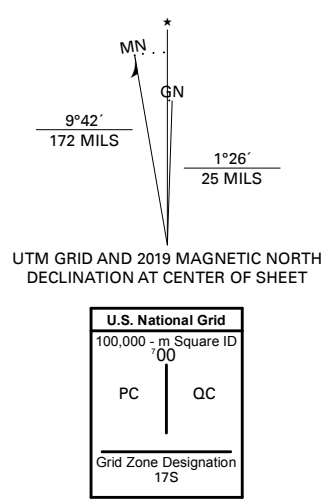 ★
MN
GN
9°42´
172 MILS
1°26´
25 MILS
UTM GRID AND 2019 MAGNETIC NORTH
DECLINATION AT CENTER OF SHEET
U.S. National Grid
100,000 - m Square ID
⁷00
PC QC
Grid Zone Designation
17S